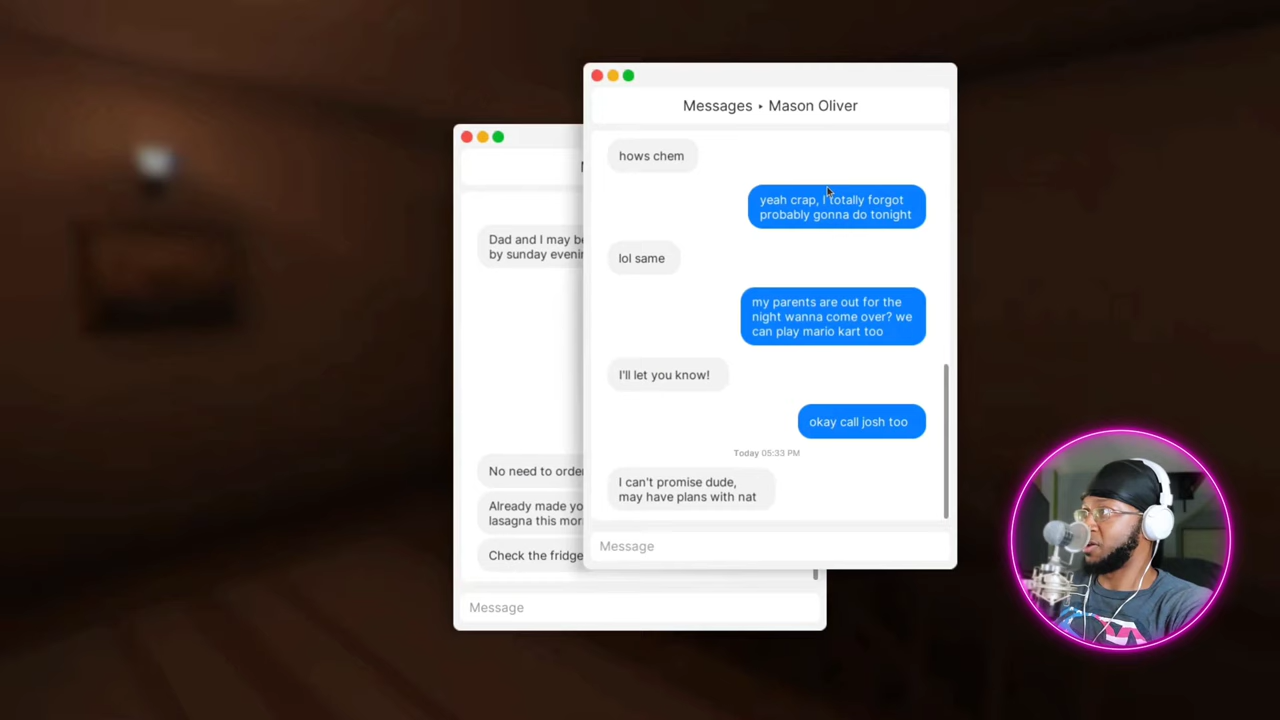 Messages ▸ Mason Oliver
hows chem
yeah crap, I totally forgot
probably gonna do tonight
lol same
my parents are out for the
night wanna come over? we
can play mario kart too
I'll let you know!
okay call josh too
Today 05:33 PM
I can't promise dude,
may have plans with nat
Message
Dad and I may be
by sunday evenin
No need to order
Already made yo
lasagna this mor
Check the fridge
Message